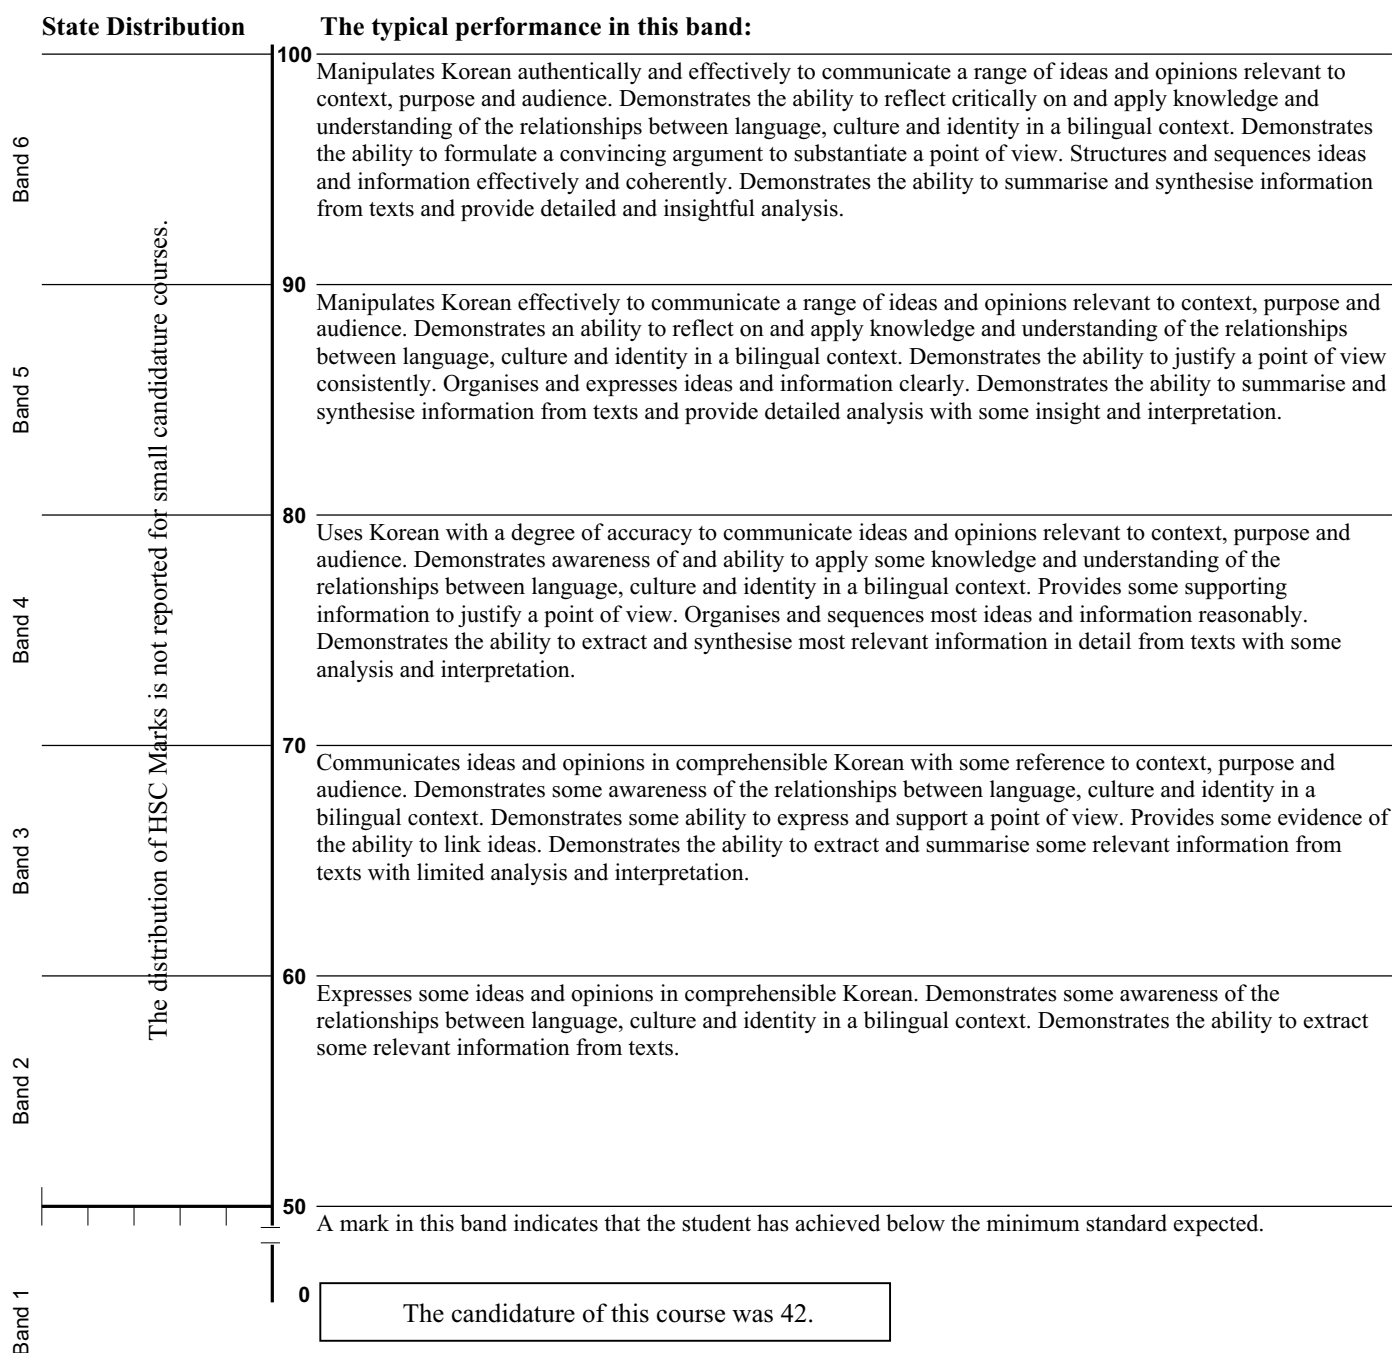 State Distribution
The typical performance in this band:
100
Manipulates Korean authentically and effectively to communicate a range of ideas and opinions relevant to
context, purpose and audience. Demonstrates the ability to reflect critically on and apply knowledge and
understanding of the relationships between language, culture and identity in a bilingual context. Demonstrates
the ability to formulate a convincing argument to substantiate a point of view. Structures and sequences ideas
and information effectively and coherently. Demonstrates the ability to summarise and synthesise information
from texts and provide detailed and insightful analysis.
Band 6
The distribution of HSC Marks is not reported for small candidature courses.
90
Manipulates Korean effectively to communicate a range of ideas and opinions relevant to context, purpose and
audience. Demonstrates an ability to reflect on and apply knowledge and understanding of the relationships
between language, culture and identity in a bilingual context. Demonstrates the ability to justify a point of view
consistently. Organises and expresses ideas and information clearly. Demonstrates the ability to summarise and
synthesise information from texts and provide detailed analysis with some insight and interpretation.
Band 5
80
Uses Korean with a degree of accuracy to communicate ideas and opinions relevant to context, purpose and
audience. Demonstrates awareness of and ability to apply some knowledge and understanding of the
relationships between language, culture and identity in a bilingual context. Provides some supporting
information to justify a point of view. Organises and sequences most ideas and information reasonably.
Demonstrates the ability to extract and synthesise most relevant information in detail from texts with some
analysis and interpretation.
Band 4
70
Communicates ideas and opinions in comprehensible Korean with some reference to context, purpose and
audience. Demonstrates some awareness of the relationships between language, culture and identity in a
bilingual context. Demonstrates some ability to express and support a point of view. Provides some evidence of
the ability to link ideas. Demonstrates the ability to extract and summarise some relevant information from
texts with limited analysis and interpretation.
Band 3
60
Expresses some ideas and opinions in comprehensible Korean. Demonstrates some awareness of the
relationships between language, culture and identity in a bilingual context. Demonstrates the ability to extract
some relevant information from texts.
Band 2
50
A mark in this band indicates that the student has achieved below the minimum standard expected.
0
Band 1
The candidature of this course was 42.